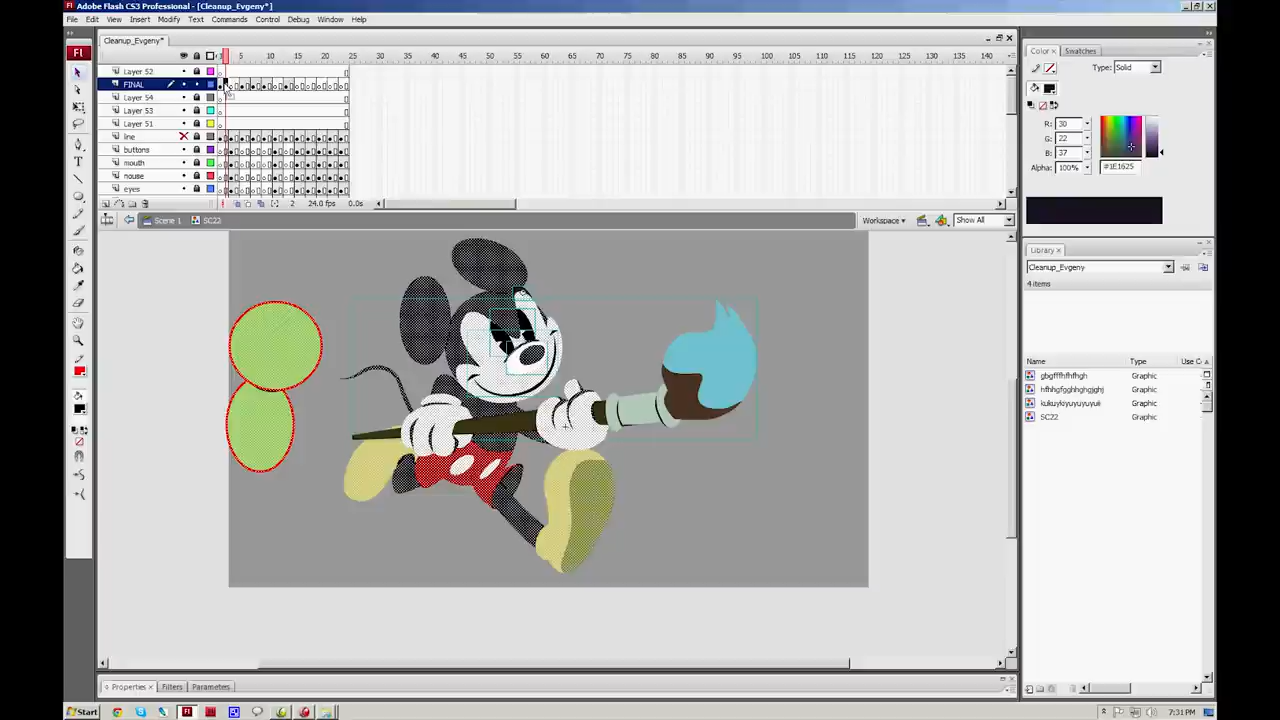 Adobe Flash CS3 Professional - [Cleanup_Evgeny*]
File Edit View Insert Modify Text Commands Control Debug Window Help
Cleanup_Evgeny*
5 10 15 20 25 30 35 40 45 50 55 60 65 70 75 80 85 90 95 100 105 110 115 120 125 130 135 140
Layer 52
FINAL
Layer 54
Layer 53
Layer 51
line
buttons
mouth
nouse
eyes
2 24.0 fps 0.0s
Scene 1 SC22
Workspace Show All
Properties Filters Parameters
Color Swatches
Type: Solid
R: 30
G: 22
B: 37
Alpha: 100% #1E1625
Library
Cleanup_Evgeny
4 items
Name Type Use C
Graphic
Graphic
Graphic
SC22 Graphic
Start
7:31 PM